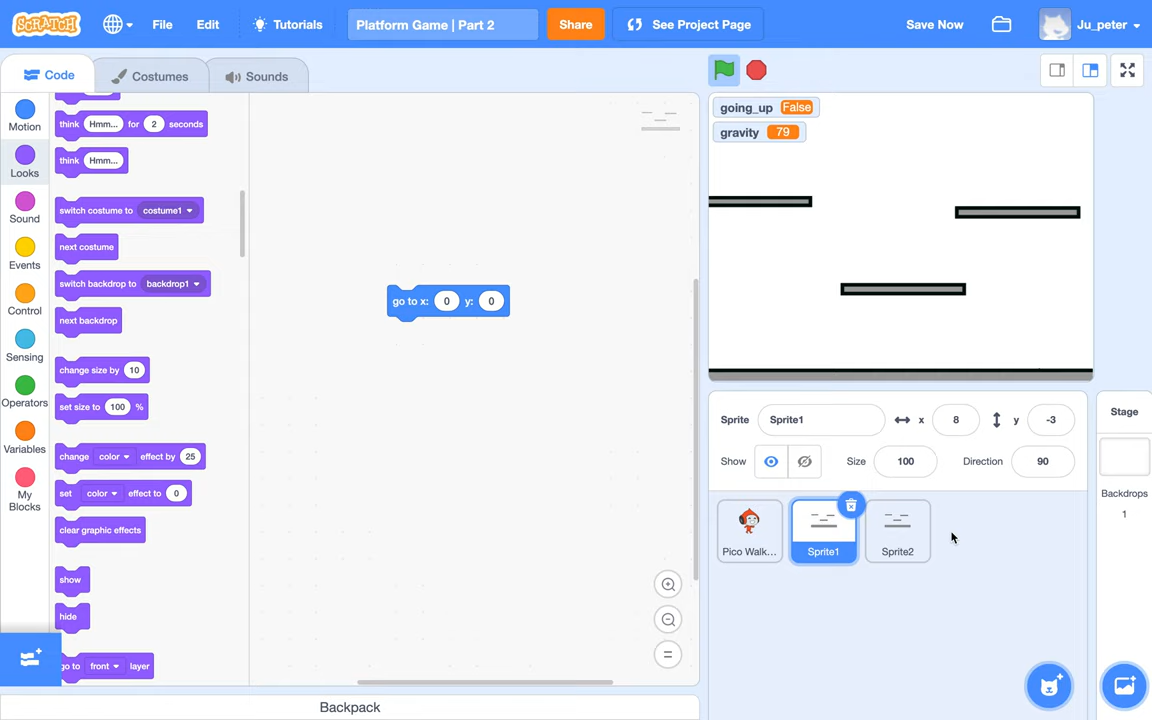 SCRATCH File Edit Tutorials Platform Game | Part 2 Share See Project Page Save Now Ju_peter
Code Costumes Sounds
Motion
Looks
Sound
Events
Control
Sensing
Operators
Variables
My
Blocks
think Hmm... for 2 seconds
think Hmm...
switch costume to costume1
next costume
switch backdrop to backdrop1
next backdrop
change size by 10
set size to 100 %
change color effect by 25
set color effect to 0
clear graphic effects
show
hide
go to front layer
go to x: 0 y: 0
Backpack
going_up False
gravity 79
Sprite Sprite1 x 8 y -3
Show Size 100 Direction 90
Pico Walk... Sprite1 Sprite2
Stage
Backdrops
1